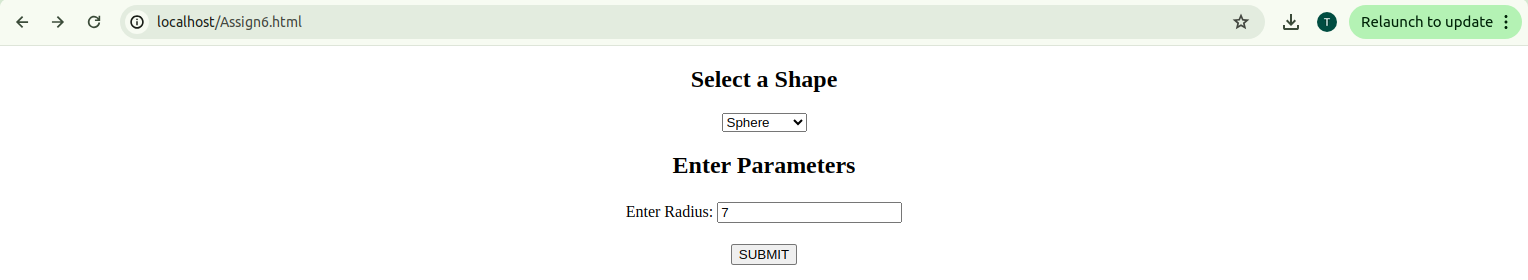 localhost/Assign6.html T Relaunch to update
Select a Shape
Sphere
Enter Parameters
Enter Radius: 7
SUBMIT